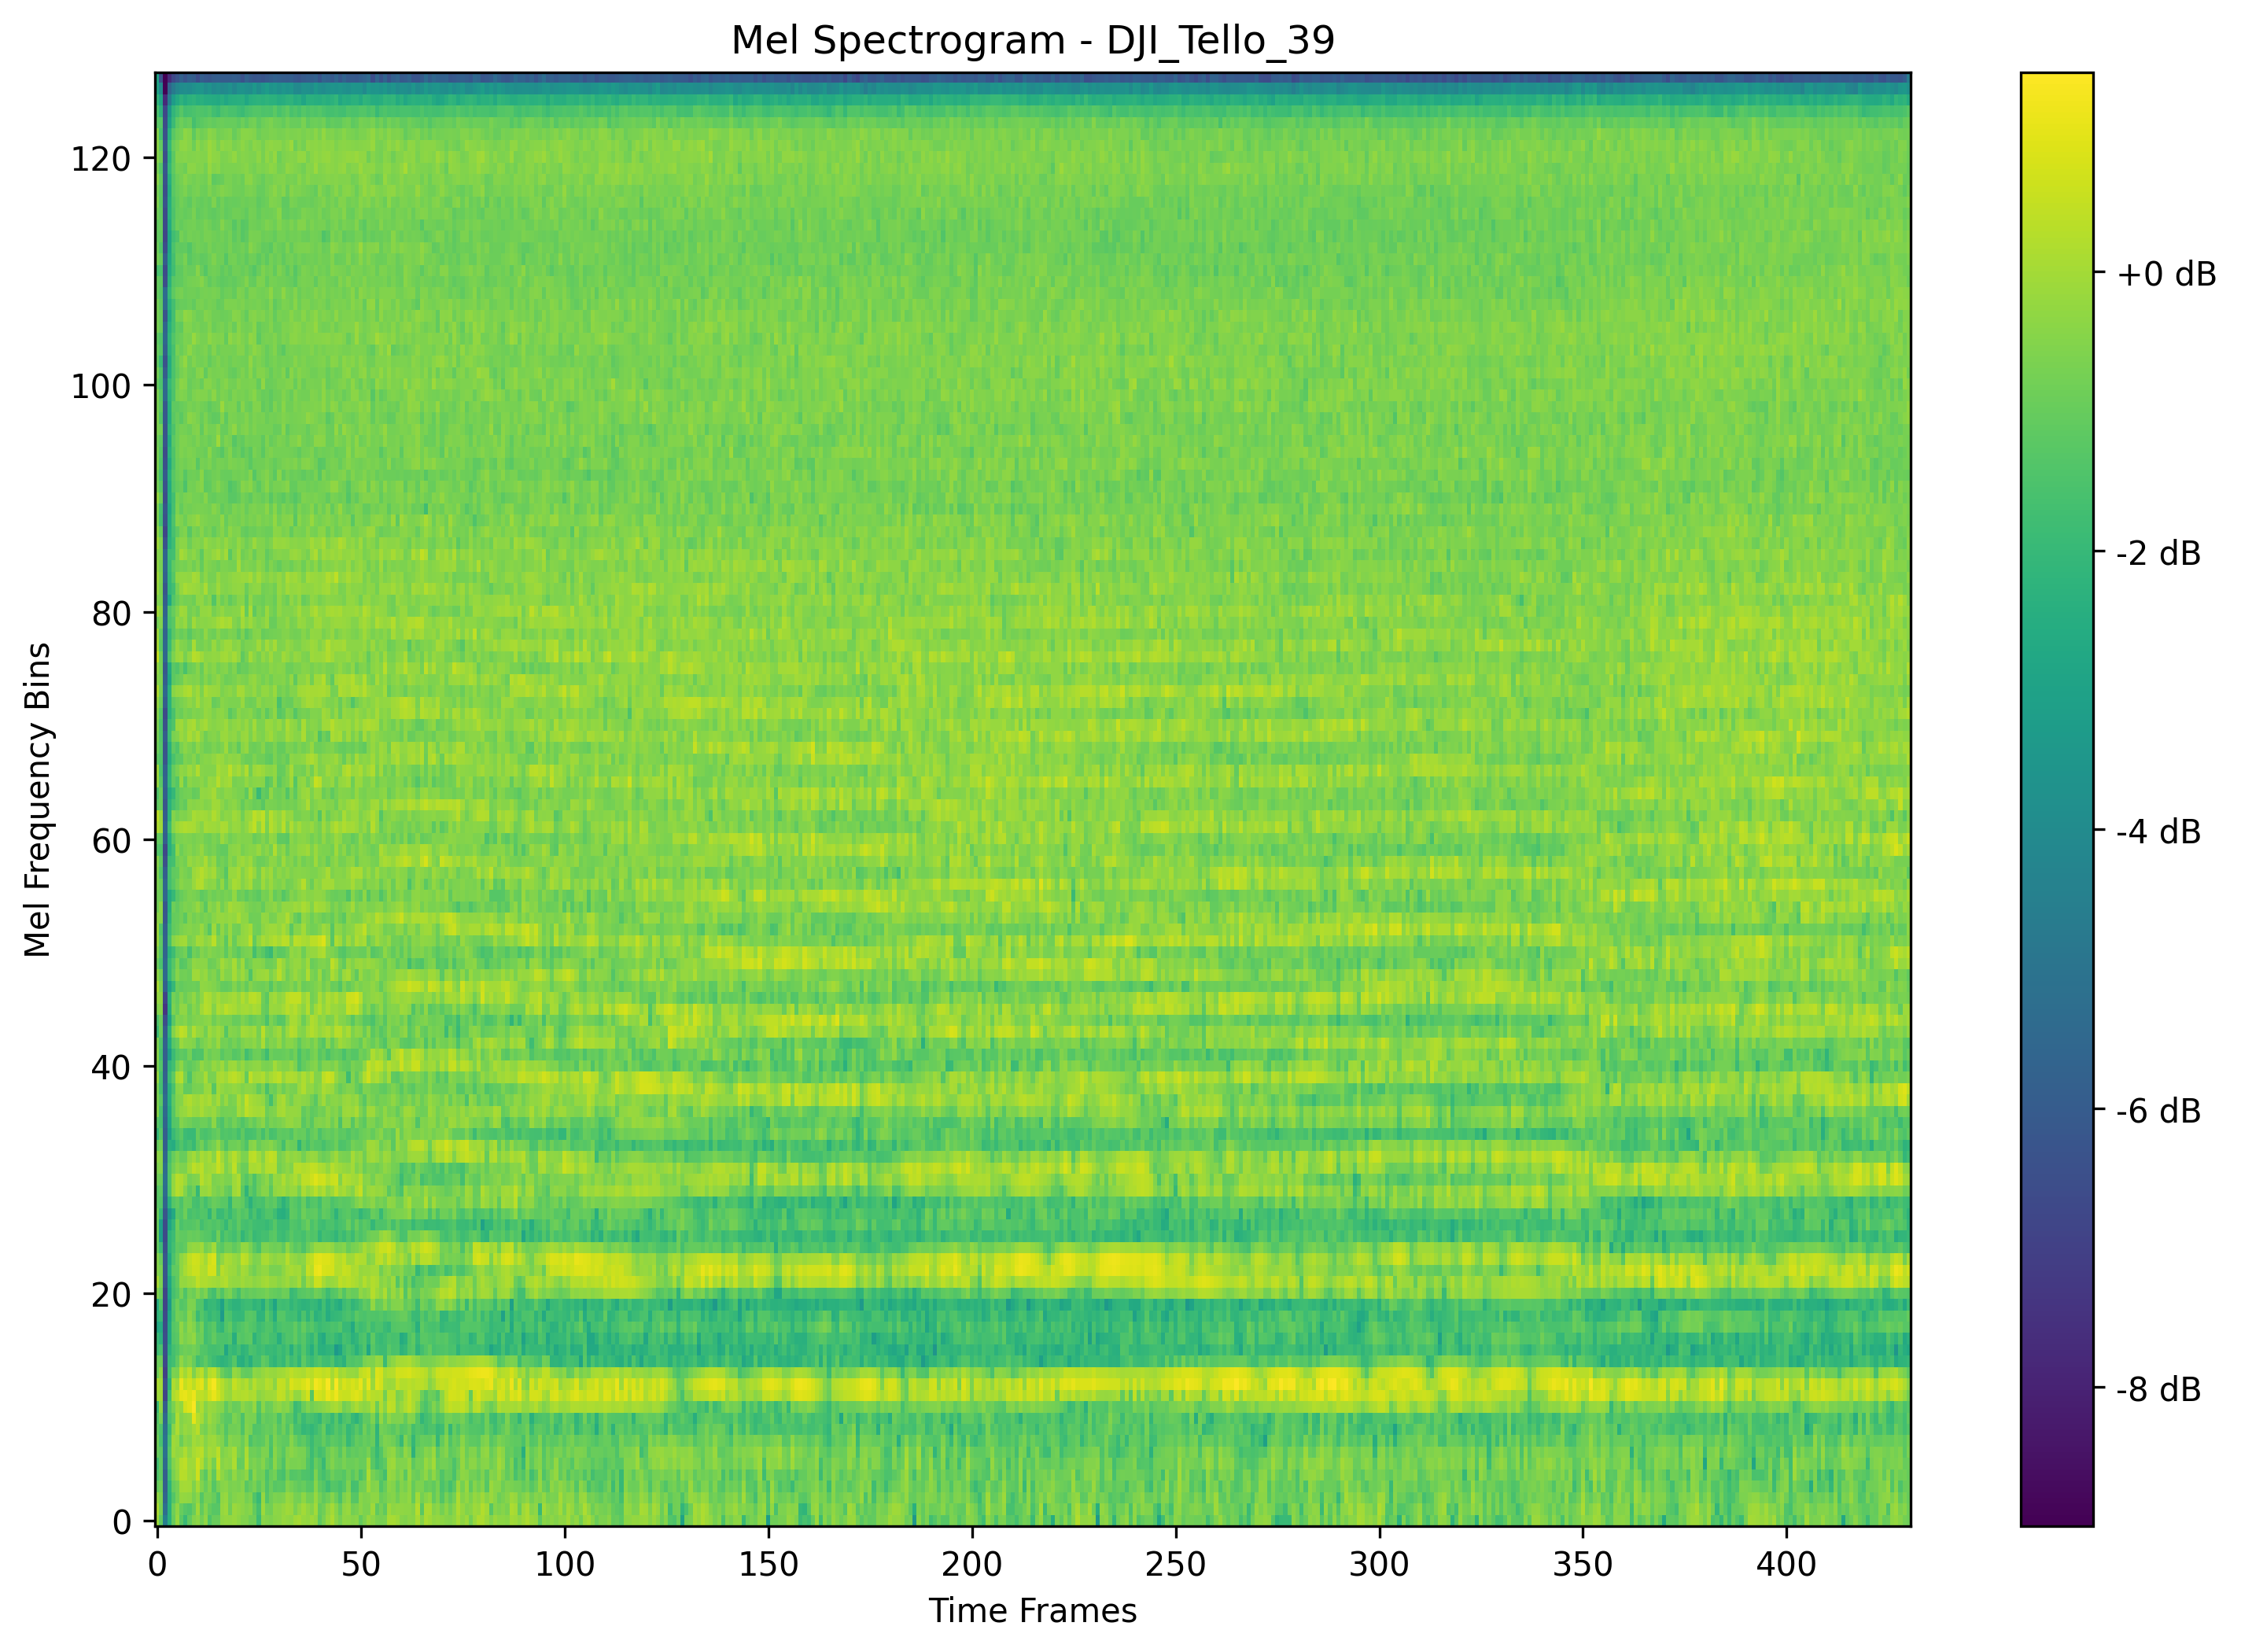 Mel Spectrogram - DJI_Tello_39
Mel Frequency Bins
120
100
80
60
40
20
0
0 50 100 150 200 250 300 350 400
Time Frames
+0 dB
-2 dB
-4 dB
-6 dB
-8 dB